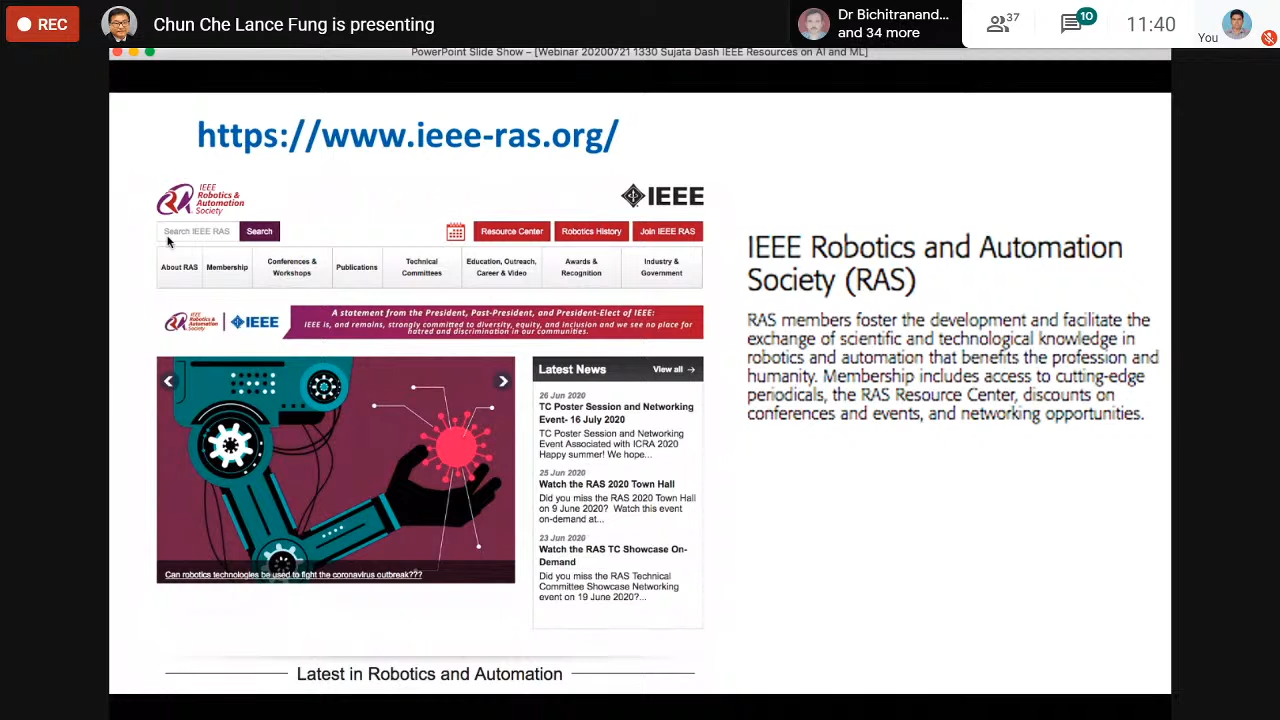 REC
Chun Che Lance Fung is presenting
Dr Bichitranand...
and 34 more
37
10
11:40
You
PowerPoint Slide Show - [Webinar 20200721 1330 Sujata Dash IEEE Resources on AI and ML]
https://www.ieee-ras.org/
IEEE
Robotics &
Automation
Society
IEEE
Search IEEE RAS
Search
Resource Center
Robotics History
Join IEEE RAS
About RAS
Membership
Conferences &
Workshops
Publications
Technical
Committees
Education, Outreach,
Career & Video
Awards &
Recognition
Industry &
Government
IEEE
Robotics &
Automation
Society
IEEE
A statement from the President, Past-President, and President-Elect of IEEE:
IEEE is, and remains, strongly committed to diversity, equity, and inclusion and we see no place for
hatred and discrimination in our communities.
Can robotics technologies be used to fight the coronavirus outbreak???
Latest News
View all →
26 Jun 2020
TC Poster Session and Networking
Event- 16 July 2020
TC Poster Session and Networking
Event Associated with ICRA 2020
Happy summer! We hope...
25 Jun 2020
Watch the RAS 2020 Town Hall
Did you miss the RAS 2020 Town Hall
on 9 June 2020? Watch this event
on-demand at...
23 Jun 2020
Watch the RAS TC Showcase On-
Demand
Did you miss the RAS Technical
Committee Showcase Networking
event on 19 June 2020?...
Latest in Robotics and Automation
IEEE Robotics and Automation
Society (RAS)
RAS members foster the development and facilitate the
exchange of scientific and technological knowledge in
robotics and automation that benefits the profession and
humanity. Membership includes access to cutting-edge
periodicals, the RAS Resource Center, discounts on
conferences and events, and networking opportunities.